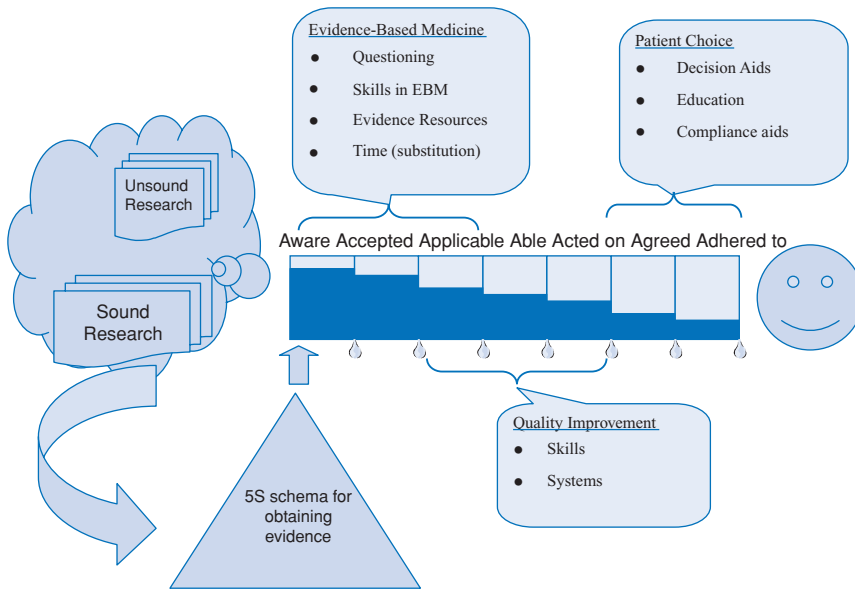 Evidence-Based Medicine
Questioning
Skills in EBM
Evidence Resources
Time (substitution)
Patient Choice
Decision Aids
Education
Compliance aids
Unsound
Research
Sound
Research
Aware Accepted Applicable Able Acted on Agreed Adhered to
Quality Improvement
Skills
Systems
5S schema for
obtaining
evidence